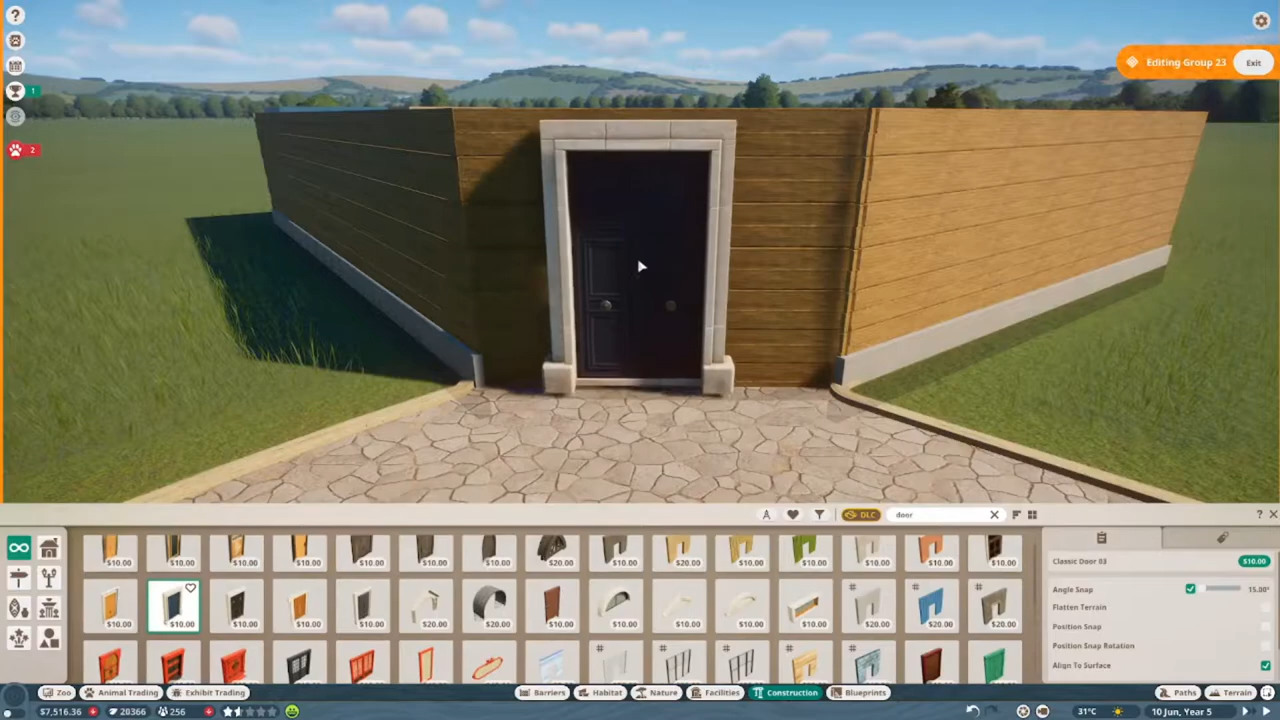 ?
Editing Group 23
Exit
1
2
DLC
door
? ×
$10.00 $10.00 $10.00 $10.00 $10.00 $10.00 $10.00 $20.00 $10.00 $20.00 $10.00 $10.00 $10.00 $10.00 $10.00
Classic Door 03
$10.00
Angle Snap
15.00°
Flatten Terrain
Position Snap
Position Snap Rotation
Align To Surface
$10.00 $10.00 $10.00 $10.00 $10.00 $20.00 $20.00 $10.00 $10.00 $10.00 $10.00 $10.00 $20.00 $20.00 $20.00
Zoo Animal Trading Exhibit Trading Barriers Habitat Nature Facilities Construction Blueprints Paths Terrain
$7,516.36 20366 256 31°C 10 Jun, Year 5